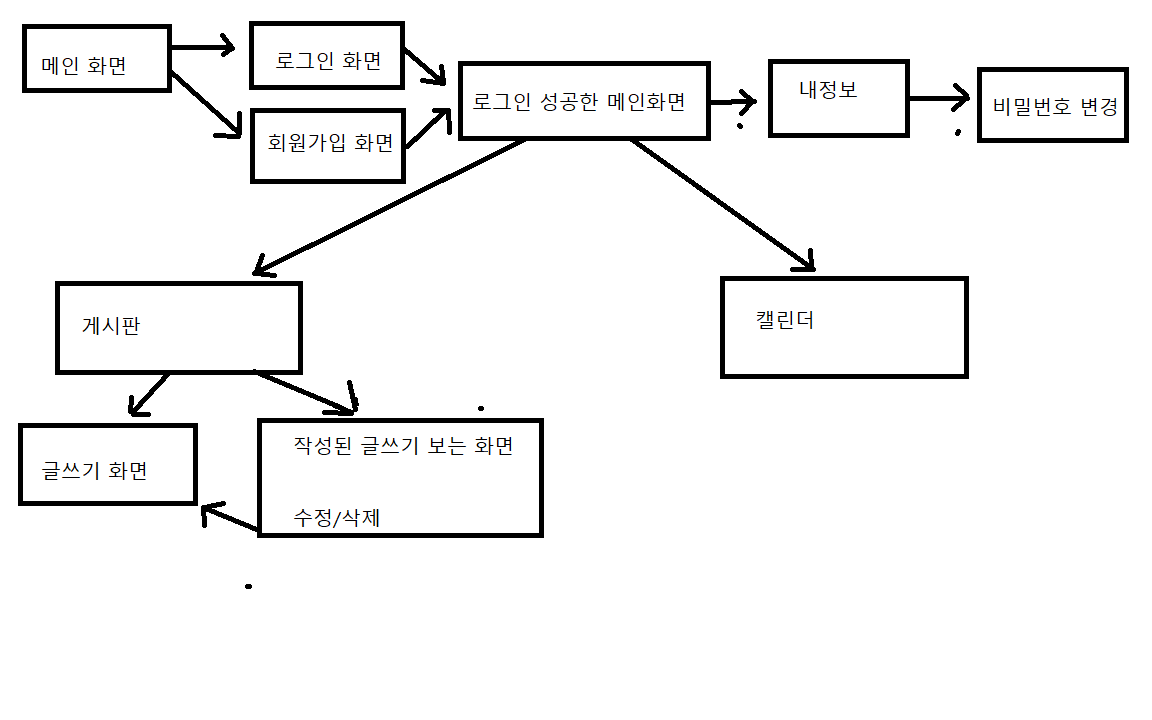 메인 화면
로그인 화면
회원가입 화면
로그인 성공한 메인화면
내정보
비밀번호 변경
게시판
캘린더
글쓰기 화면
작성된 글쓰기 보는 화면
수정/삭제